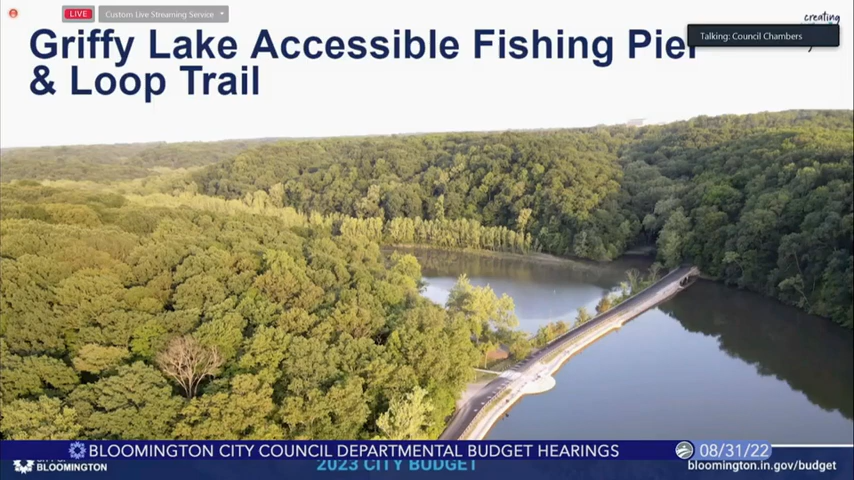 LIVE
Custom Live Streaming Service
creating
Talking: Council Chambers
Griffy Lake Accessible Fishing Pier
& Loop Trail
BLOOMINGTON CITY COUNCIL DEPARTMENTAL BUDGET HEARINGS
08/31/22
BLOOMINGTON
2023 CITY BUDGET
bloomington.in.gov/budget